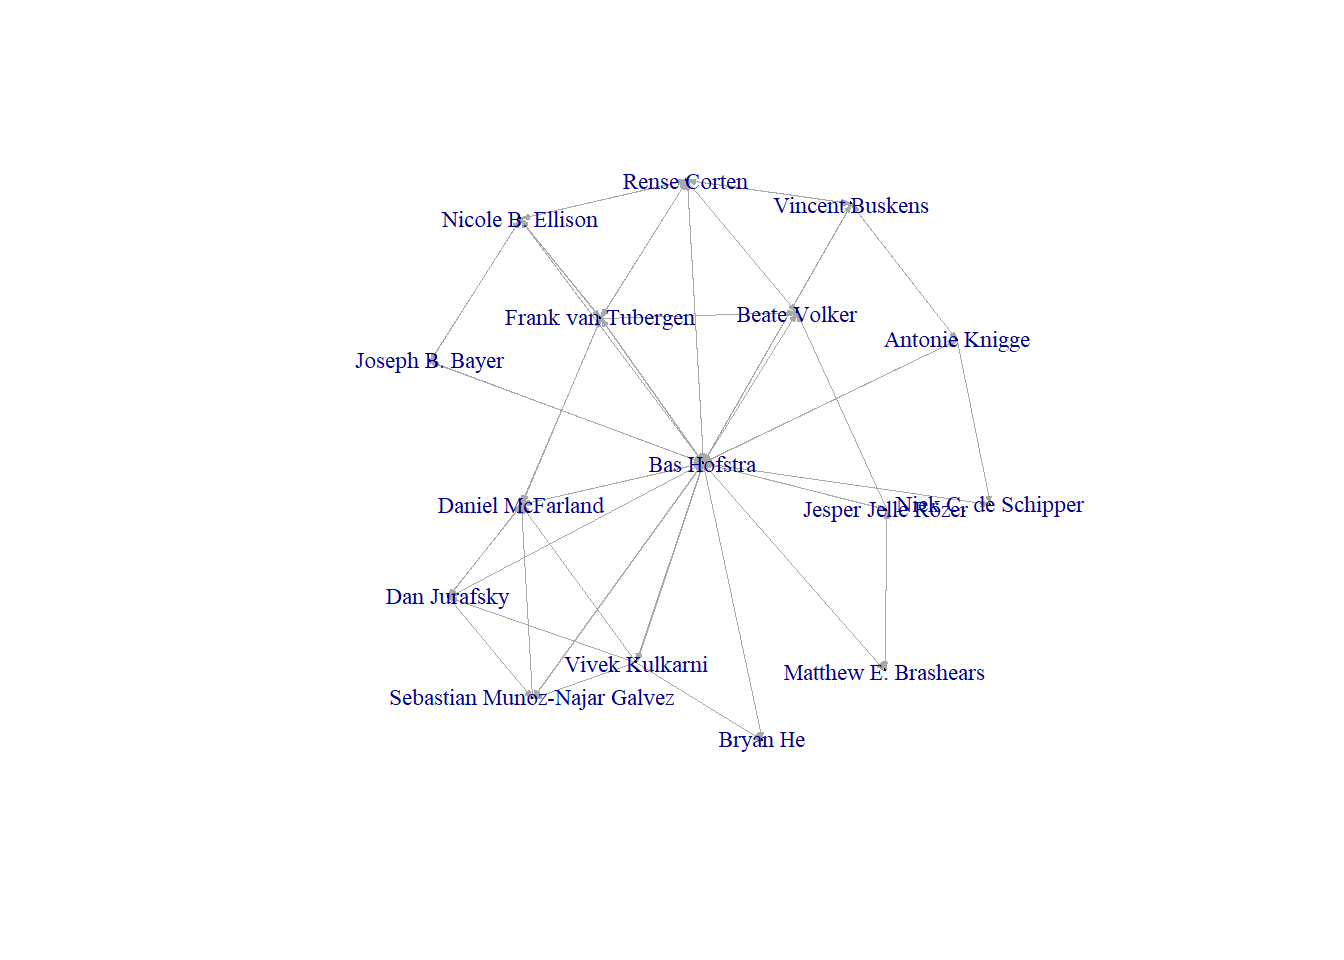 Rense Corten
Vincent Buskens
Nicole B. Ellison
Frank van Tubergen
Beate Volker
Antonie Knigge
Joseph B. Bayer
Bas Hofstra
Daniel McFarland
Jesper Jelle Rözer
Niek C. de Schipper
Dan Jurafsky
Vivek Kulkarni
Matthew E. Brashears
Sebastian Munoz-Najar Galvez
Bryan He